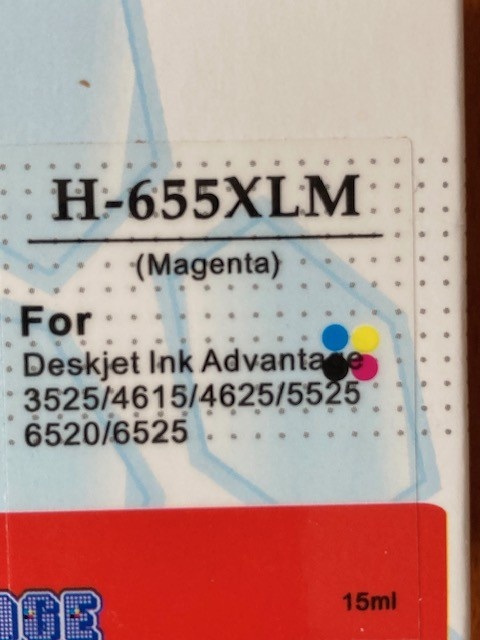 H-655XLM
(Magenta)
For
Deskjet Ink Advantage
3525/4615/4625/5525
6520/6525
15ml